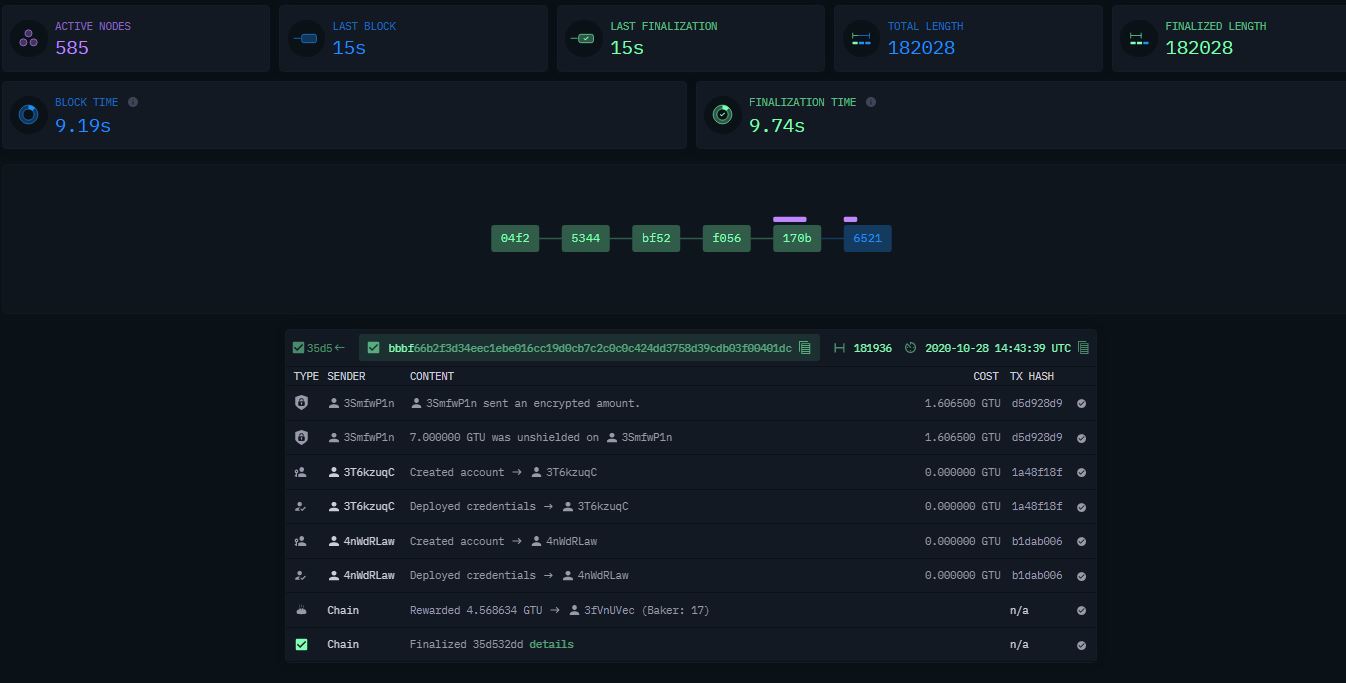 ACTIVE NODES LAST BLOCK LAST FINALIZATION TOTAL LENGTH FINALIZED LENGTH
585 15s 15s 182028 182028
BLOCK TIME FINALIZATION TIME
9.19s 9.74s
04f2 5344 bf52 f056 170b 6521
35d5← bbbf66b2f3d34eec1ebe016cc19d0cb7c2c0c0c424dd3758d39cdb03f00401dc 181936 2020-10-28 14:43:39 UTC
TYPE SENDER CONTENT COST TX HASH
3SmfwP1n 3SmfwP1n sent an encrypted amount. 1.606500 GTU d5d928d9
3SmfwP1n 7.000000 GTU was unshielded on 3SmfwP1n 1.606500 GTU d5d928d9
3T6kzuqC Created account → 3T6kzuqC 0.000000 GTU 1a48f18f
3T6kzuqC Deployed credentials → 3T6kzuqC 0.000000 GTU 1a48f18f
4nWdRLaw Created account → 4nWdRLaw 0.000000 GTU b1dab006
4nWdRLaw Deployed credentials → 4nWdRLaw 0.000000 GTU b1dab006
Chain Rewarded 4.568634 GTU → 3fVnUVec (Baker: 17) n/a
Chain Finalized 35d532dd details n/a